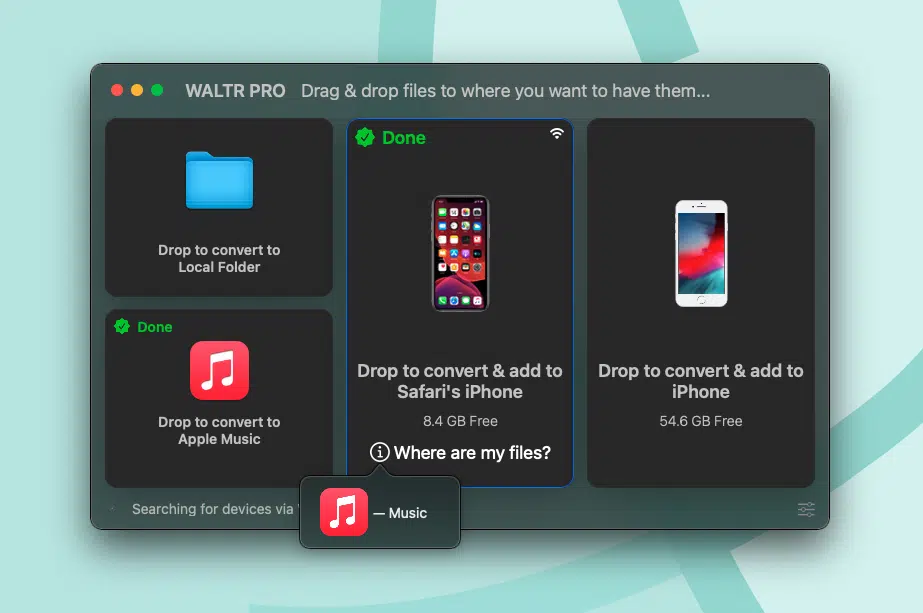 WALTR PRO Drag & drop files to where you want to have them...
Drop to convert to
Local Folder
Done
Drop to convert to
Apple Music
Done
Drop to convert & add to
Safari's iPhone
8.4 GB Free
Where are my files?
Drop to convert & add to
iPhone
54.6 GB Free
Searching for devices via
— Music